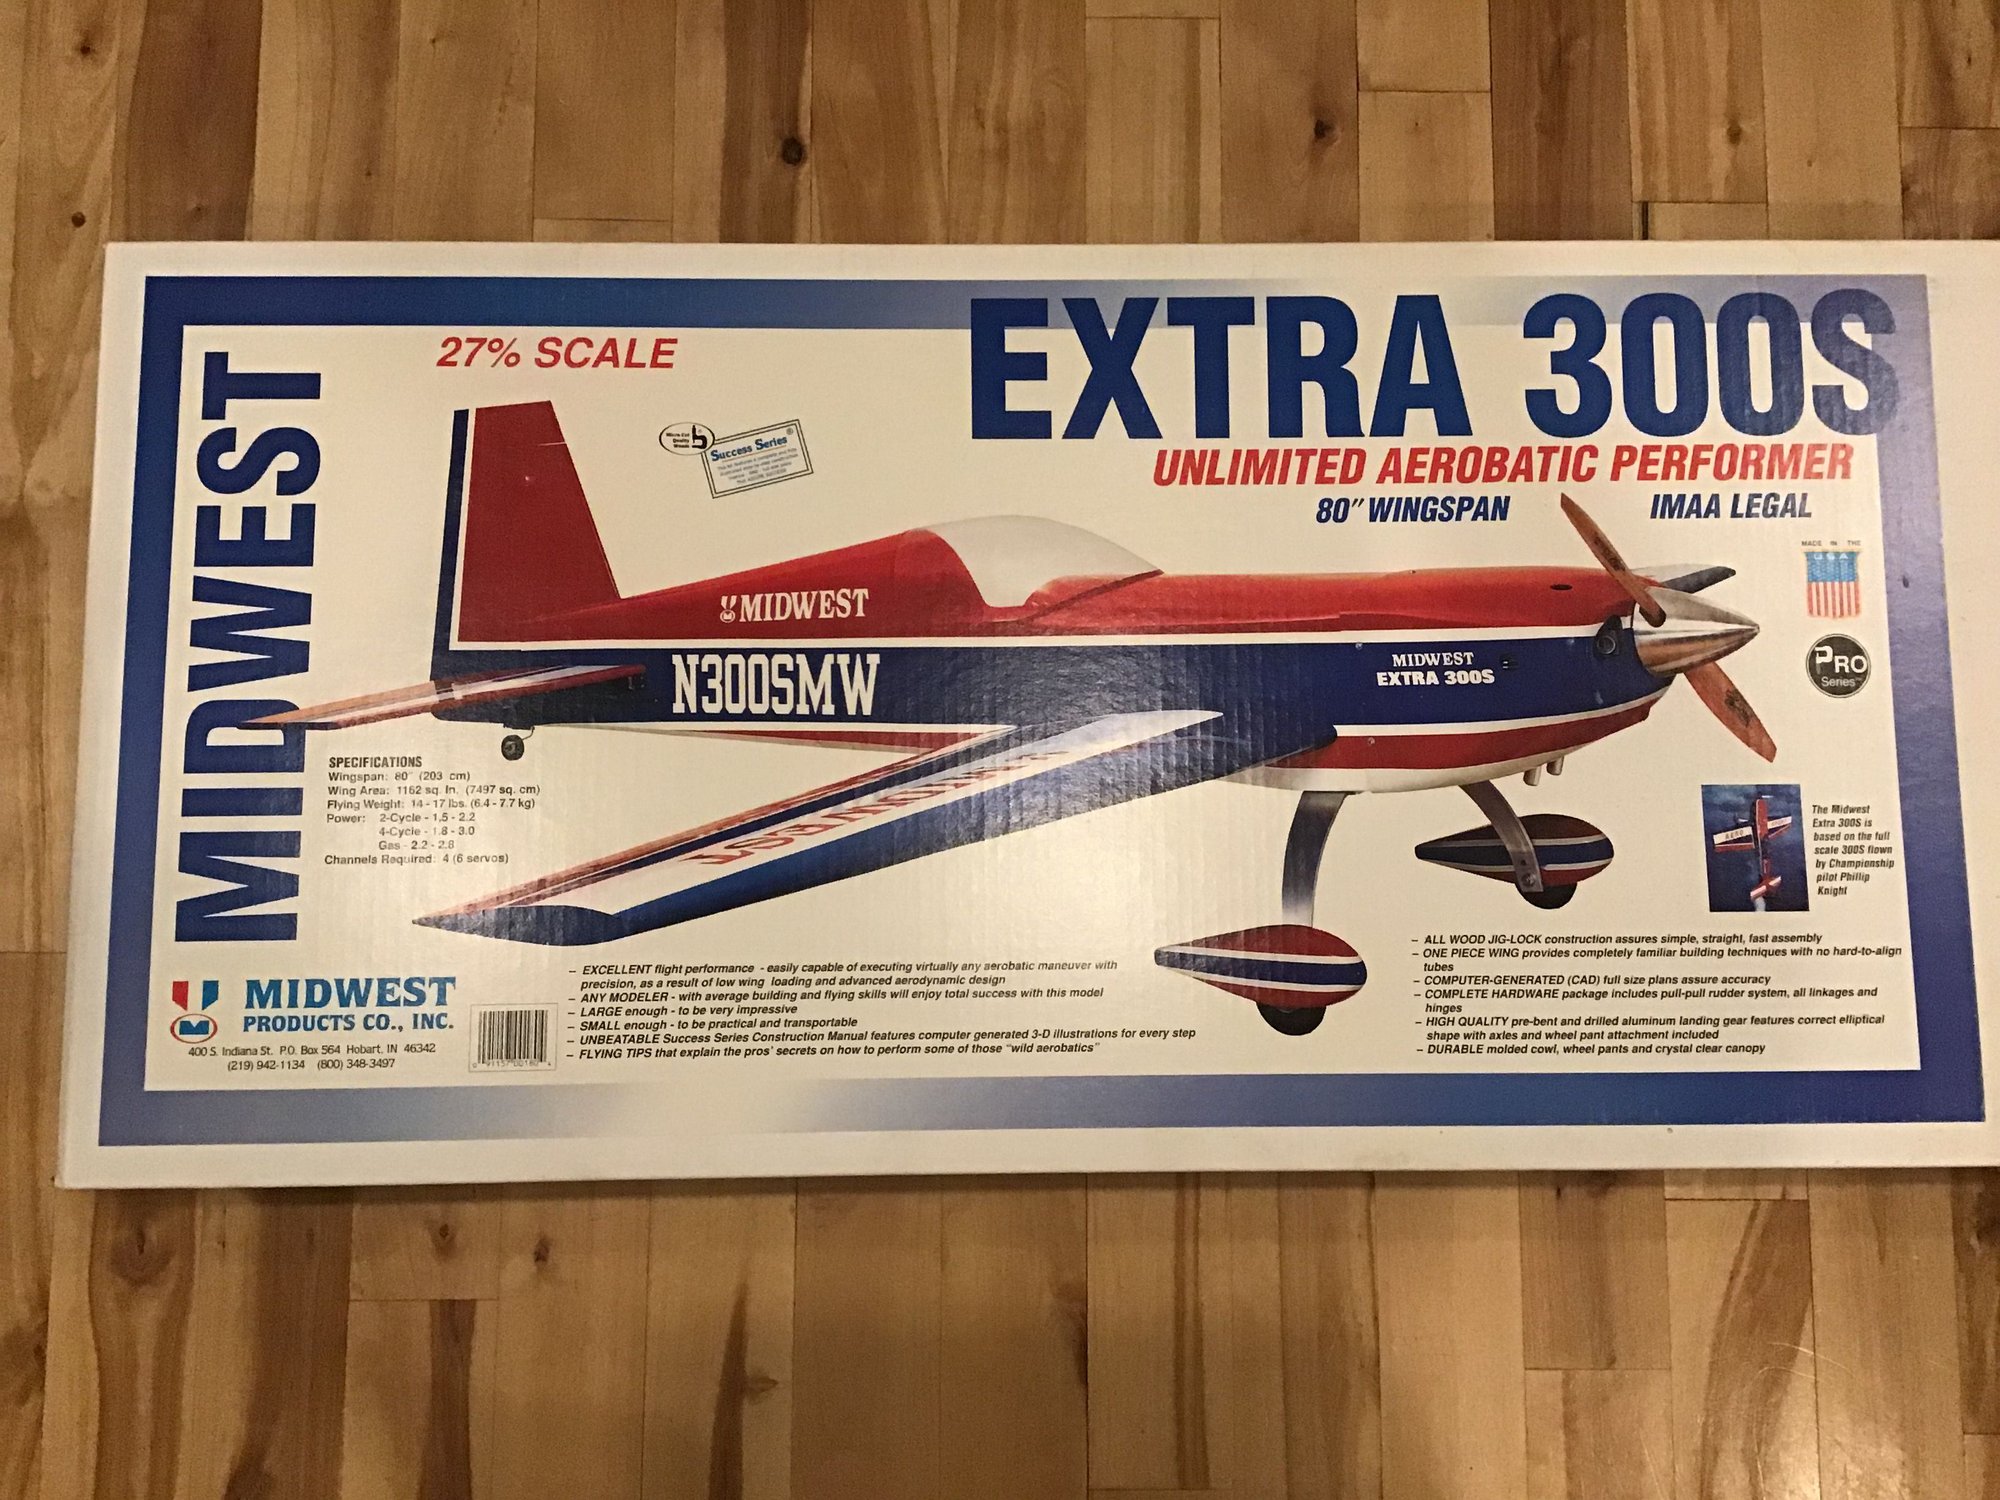 MIDWEST
27% SCALE
EXTRA 300S
UNLIMITED AEROBATIC PERFORMER
80" WINGSPAN
IMAA LEGAL
Micro-Cut
Quality
Woods
Success Series®
MADE IN THE
USA
PRO
Series™
MIDWEST
N300SMW
MIDWEST
EXTRA 300S
MIDWEST
SPECIFICATIONS
Wingspan: 80" (203 cm)
Wing Area: 1162 sq. In. (7497 sq. cm)
Flying Weight: 14 - 17 lbs. (6.4 - 7.7 kg)
Power: 2-Cycle - 1.5 - 2.2
4-Cycle - 1.8 - 3.0
Gas - 2.2 - 2.8
Channels Required: 4 (6 servos)
AERO
The Midwest
Extra 300S is
based on the full
scale 300S flown
by Championship
pilot Phillip
Knight
MIDWEST
PRODUCTS CO., INC.
400 S. Indiana St. P.O. Box 564 Hobart, IN 46342
(219) 942-1134 (800) 348-3497
– EXCELLENT flight performance - easily capable of executing virtually any aerobatic maneuver with
precision, as a result of low wing loading and advanced aerodynamic design
– ANY MODELER - with average building and flying skills will enjoy total success with this model
– LARGE enough - to be very impressive
– SMALL enough - to be practical and transportable
– UNBEATABLE Success Series Construction Manual features computer generated 3-D illustrations for every step
– FLYING TIPS that explain the pros' secrets on how to perform some of those "wild aerobatics"
– ALL WOOD JIG-LOCK construction assures simple, straight, fast assembly
– ONE PIECE WING provides completely familiar building techniques with no hard-to-align
tubes
– COMPUTER-GENERATED (CAD) full size plans assure accuracy
– COMPLETE HARDWARE package includes pull-pull rudder system, all linkages and
hinges
– HIGH QUALITY pre-bent and drilled aluminum landing gear features correct elliptical
shape with axles and wheel pant attachment included
– DURABLE molded cowl, wheel pants and crystal clear canopy